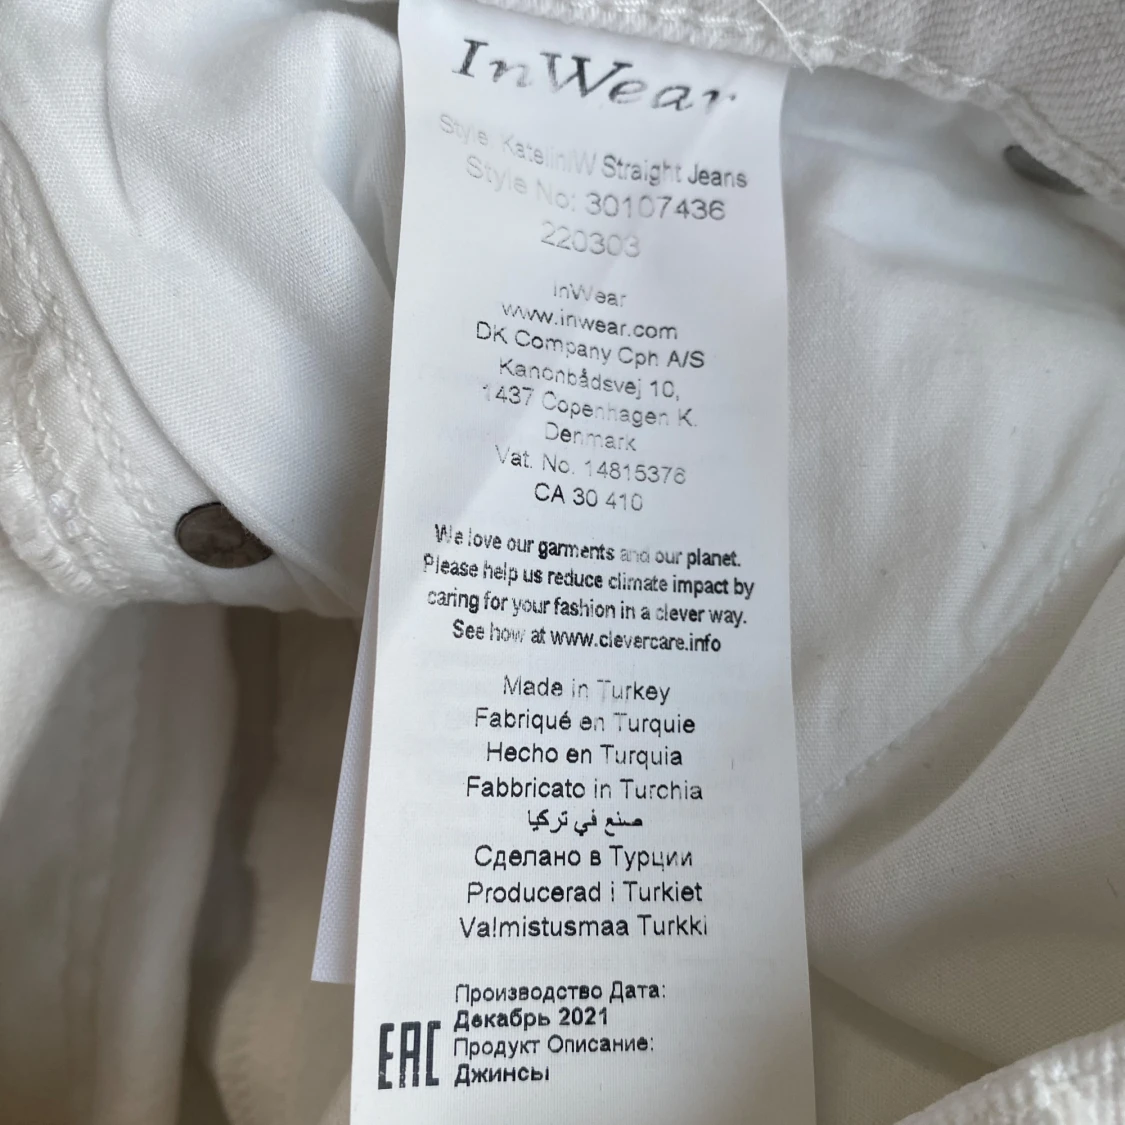 InWear
Style: KatelinIW Straight Jeans
Style No: 30107436
220303
InWear
www.inwear.com
DK Company Cph A/S
Kanonbådsvej 10,
1437 Copenhagen K.
Denmark
Vat. No. 14815376
CA 30 410
We love our garments and our planet.
Please help us reduce climate impact by
caring for your fashion in a clever way.
See how at www.clevercare.info
Made in Turkey
Fabriqué en Turquie
Hecho en Turquia
Fabbricato in Turchia
صنع في تركيا
Сделано в Турции
Producerad i Turkiet
Valmistusmaa Turkki
Производство Дата:
Декабрь 2021
EAC Продукт Описание:
Джинсы